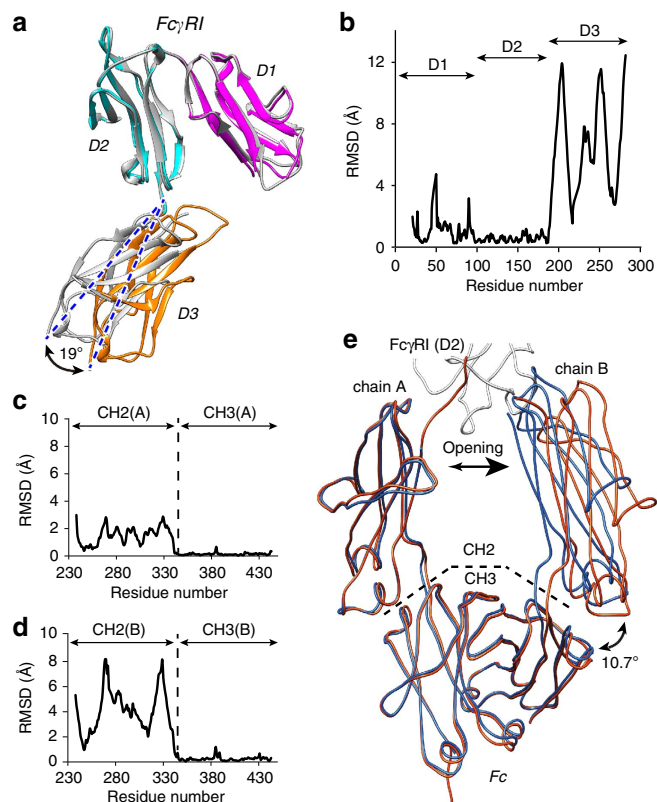 a
FcγRI
D1
D2
D3
19°
b
D1
D2
D3
RMSD (Å)
12
8
4
0
0 50 100 150 200 250 300
Residue number
c
CH2(A) CH3(A)
RMSD (Å)
10
8
6
4
2
0
230 280 330 380 430
Residue number
d
CH2(B) CH3(B)
RMSD (Å)
10
8
6
4
2
0
230 280 330 380 430
Residue number
e
FcγRI (D2)
chain A
chain B
Opening
CH2
CH3
10.7°
Fc